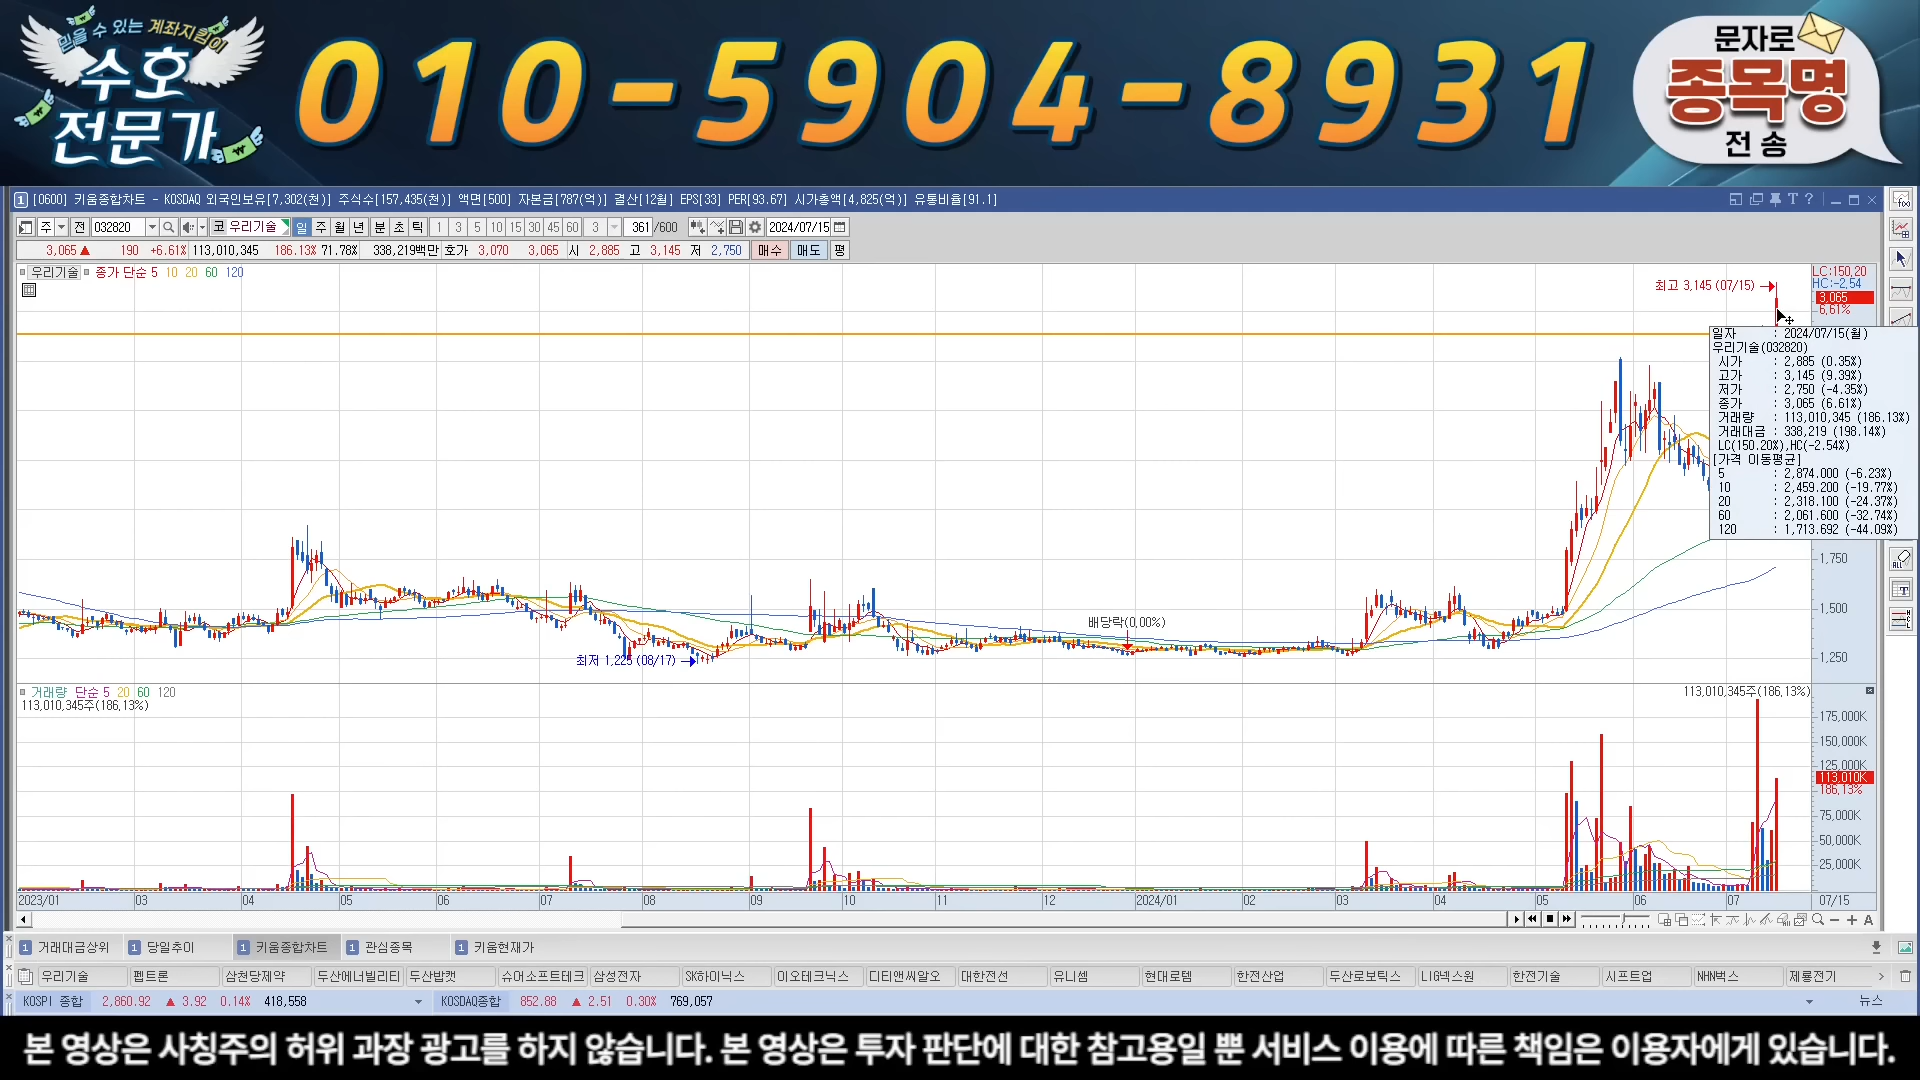 믿을 수 있는 계좌지킴이
수호
전문가
010-5904-8931
문자로
종목명
전송
1 [0600] 키움종합차트 - KOSDAQ 외국인보유[7,302(천)] 주식수[157,435(천)] 액면[500] 자본금[787(억)] 결산[12월] EPS[33] PER[93.67] 시가총액[4,825(억)] 유통비율[91.1]
주 전 032820 코 우리기술 일 주 월 년 분 초 틱 1 3 5 10 15 30 45 60 3 361 /600 2024/07/15
3,065 ▲ 190 +6.61% 113,010,345 186.13% 71.78% 338,219백만 호가 3,070 3,065 시 2,885 고 3,145 저 2,750 매수 매도 평
우리기술 종가 단순 5 10 20 60 120
최고 3,145 (07/15)
LC:150.20
HC:-2.54
3,065
6.61%
일자 : 2024/07/15(월)
우리기술(032820)
시가 : 2,885 (0.35%)
고가 : 3,145 (9.39%)
저가 : 2,750 (-4.35%)
종가 : 3,065 (6.61%)
거래량 : 113,010,345 (186.13%)
거래대금 : 338,219 (198.14%)
LC(150.20%),HC(-2.54%)
[가격 이동평균]
5 : 2,874.000 (-6.23%)
10 : 2,459.200 (-19.77%)
20 : 2,318.100 (-24.37%)
60 : 2,061.600 (-32.74%)
120 : 1,713.692 (-44.09%)
1,750
1,500
1,250
배당락(0.00%)
최저 1,225 (08/17)
거래량 단순 5 20 60 120
113,010,345주(186.13%)
113,010,345주(186.13%)
175,000K
150,000K
125,000K
113,010K
186.13%
75,000K
50,000K
25,000K
2023/01 03 04 05 06 07 08 09 10 11 12 2024/01 02 03 04 05 06 07 07/15
1 거래대금상위 1 당일추이 1 키움종합차트 1 관심종목 1 키움현재가
우리기술 펩트론 삼천당제약 두산에너빌리티 두산밥캣 슈어소프트테크 삼성전자 SK하이닉스 이오테크닉스 디티앤씨알오 대한전선 유니셈 현대로템 한전산업 두산로보틱스 LIG넥스원 한전기술 시프트업 NHN벅스 제룡전기
KOSPI 종합 2,860.92 ▲ 3.92 0.14% 418,558 KOSDAQ종합 852.88 ▲ 2.51 0.30% 769,057 뉴스
본 영상은 사칭주의 허위 과장 광고를 하지 않습니다. 본 영상은 투자 판단에 대한 참고용일 뿐 서비스 이용에 따른 책임은 이용자에게 있습니다.